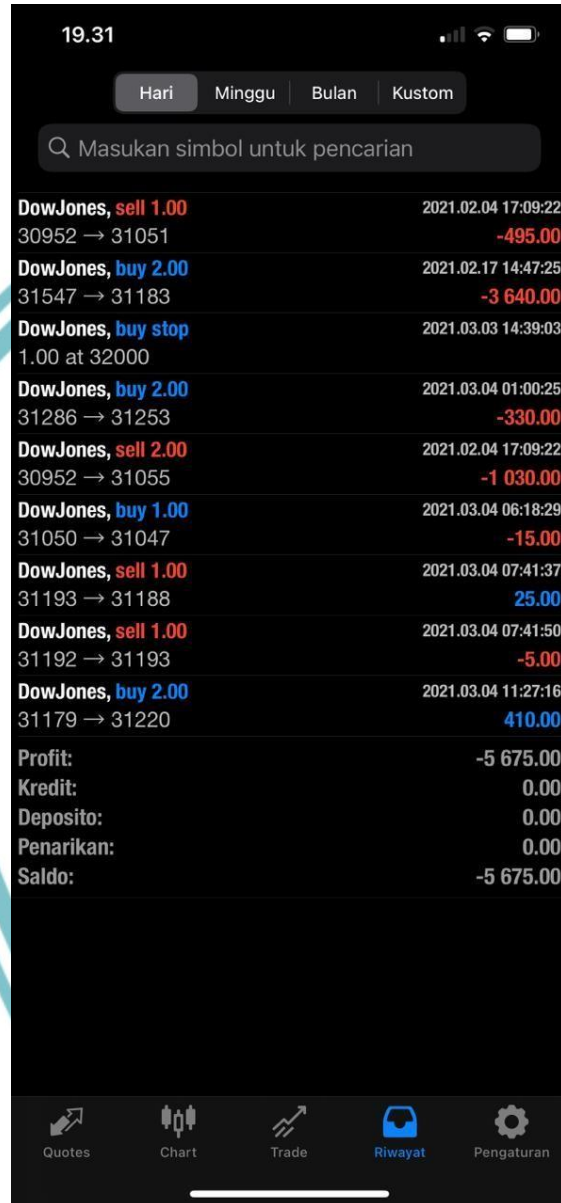 19.31
Hari Minggu Bulan Kustom
Masukan simbol untuk pencarian
DowJones, sell 1.00 2021.02.04 17:09:22
30952 → 31051 -495.00
DowJones, buy 2.00 2021.02.17 14:47:25
31547 → 31183 -3 640.00
DowJones, buy stop 2021.03.03 14:39:03
1.00 at 32000
DowJones, buy 2.00 2021.03.04 01:00:25
31286 → 31253 -330.00
DowJones, sell 2.00 2021.02.04 17:09:22
30952 → 31055 -1 030.00
DowJones, buy 1.00 2021.03.04 06:18:29
31050 → 31047 -15.00
DowJones, sell 1.00 2021.03.04 07:41:37
31193 → 31188 25.00
DowJones, sell 1.00 2021.03.04 07:41:50
31192 → 31193 -5.00
DowJones, buy 2.00 2021.03.04 11:27:16
31179 → 31220 410.00
Profit: -5 675.00
Kredit: 0.00
Deposito: 0.00
Penarikan: 0.00
Saldo: -5 675.00
Quotes Chart Trade Riwayat Pengaturan